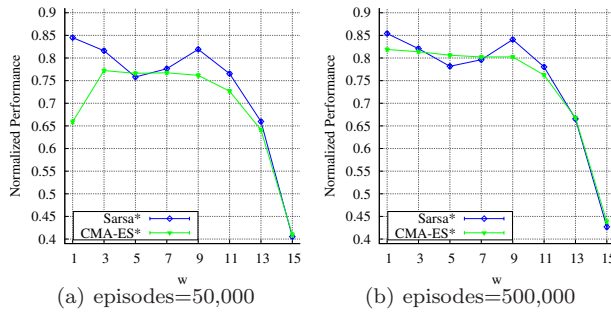 Normalized Performance
0.9
0.85
0.8
0.75
0.7
0.65
0.6
0.55
0.5
0.45
0.4
Sarsa*
CMA-ES*
1 3 5 7 9 11 13 15
w
(a) episodes=50,000
Normalized Performance
0.9
0.85
0.8
0.75
0.7
0.65
0.6
0.55
0.5
0.45
0.4
Sarsa*
CMA-ES*
1 3 5 7 9 11 13 15
w
(b) episodes=500,000